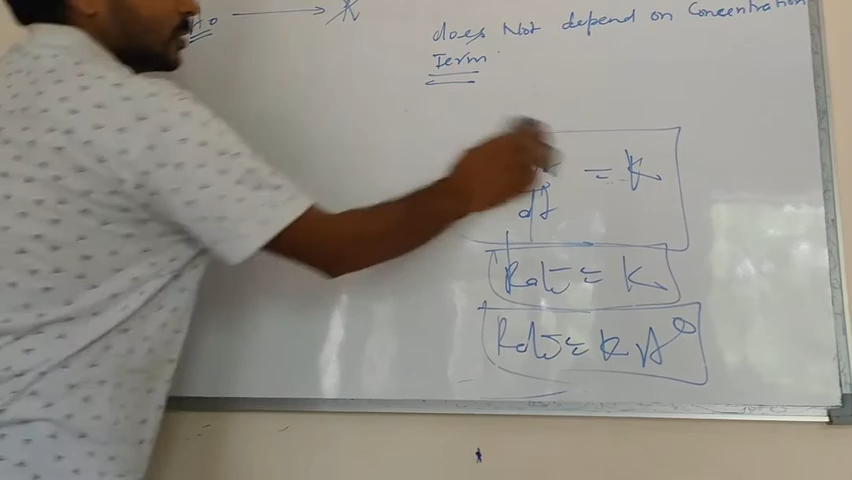 does Not depend on Concentration
Term
= K
dt
Rate = K
Rate = K A⁰